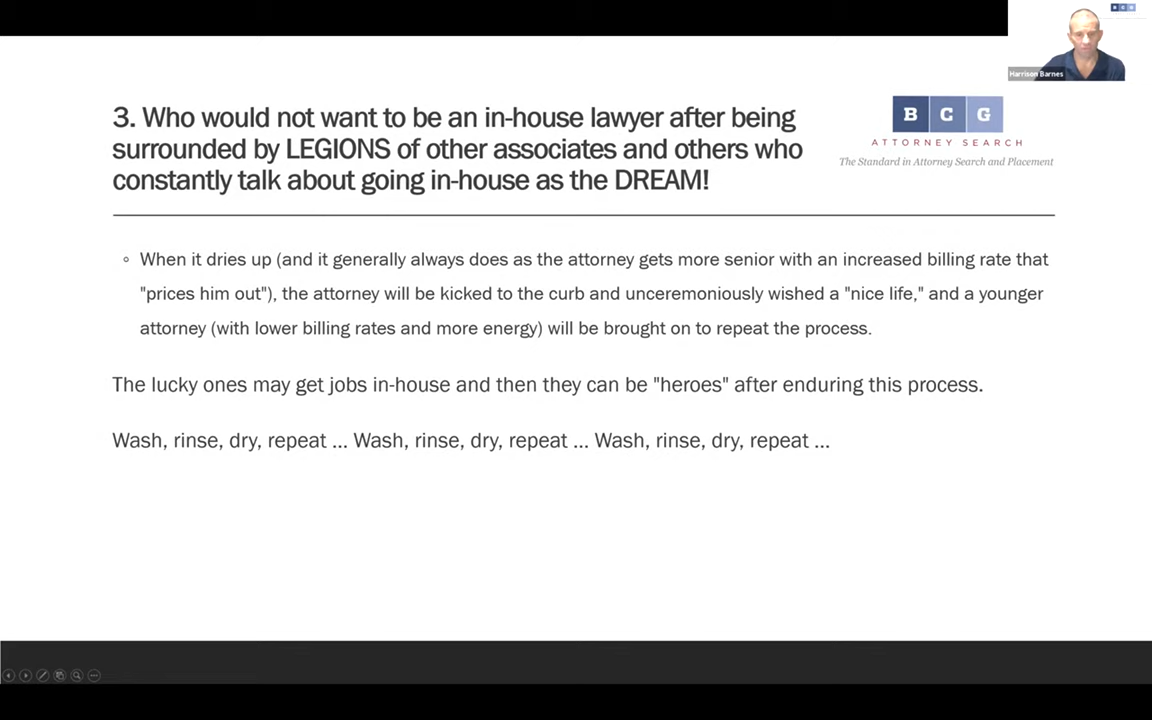 B C G
Harrison Barnes
3. Who would not want to be an in-house lawyer after being
surrounded by LEGIONS of other associates and others who
constantly talk about going in-house as the DREAM!
B C G
ATTORNEY SEARCH
The Standard in Attorney Search and Placement
When it dries up (and it generally always does as the attorney gets more senior with an increased billing rate that
"prices him out"), the attorney will be kicked to the curb and unceremoniously wished a "nice life," and a younger
attorney (with lower billing rates and more energy) will be brought on to repeat the process.
The lucky ones may get jobs in-house and then they can be "heroes" after enduring this process.
Wash, rinse, dry, repeat ... Wash, rinse, dry, repeat ... Wash, rinse, dry, repeat ...